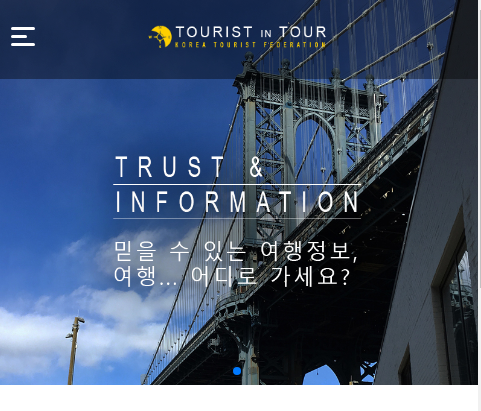 TOURIST IN TOUR
KOREA TOURIST FEDERATION
TRUST &
INFORMATION
믿을 수 있는 여행정보,
여행... 어디로 가세요?